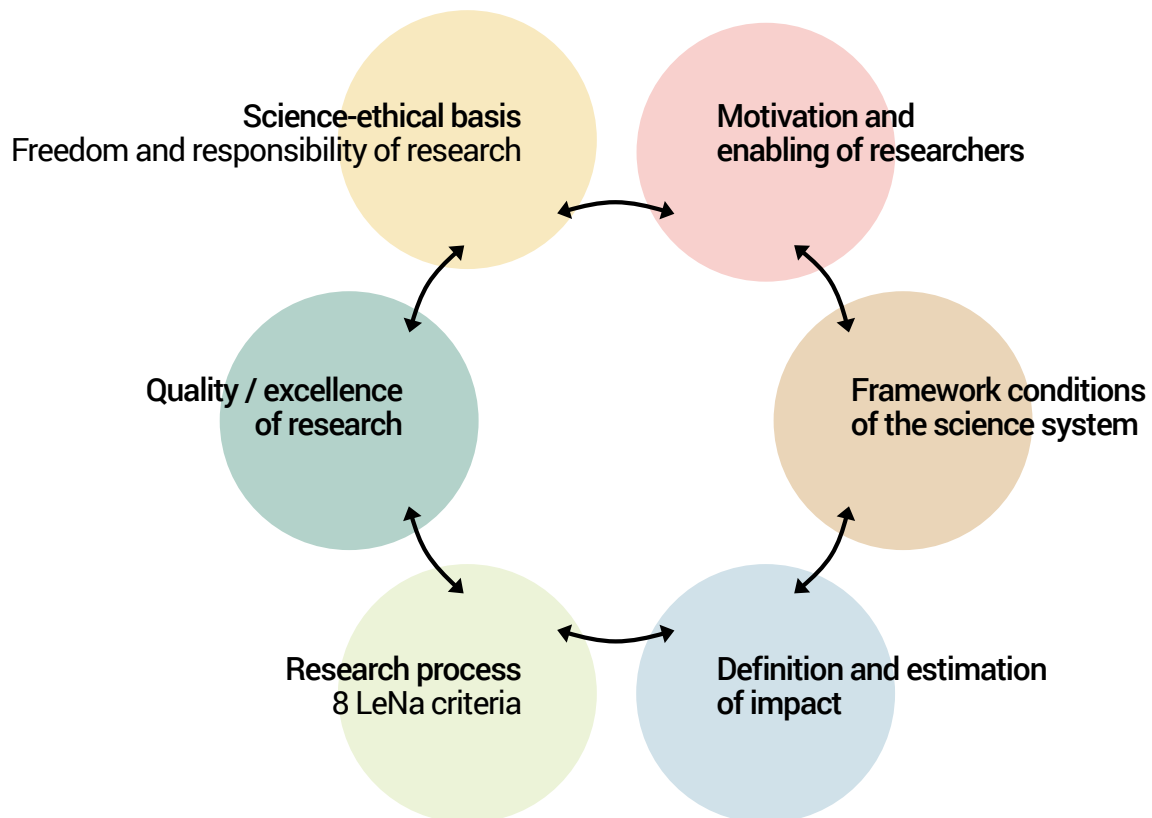 Science-ethical basis
Freedom and responsibility of research
Motivation and
enabling of researchers
Quality / excellence
of research
Framework conditions
of the science system
Research process
8 LeNa criteria
Definition and estimation
of impact